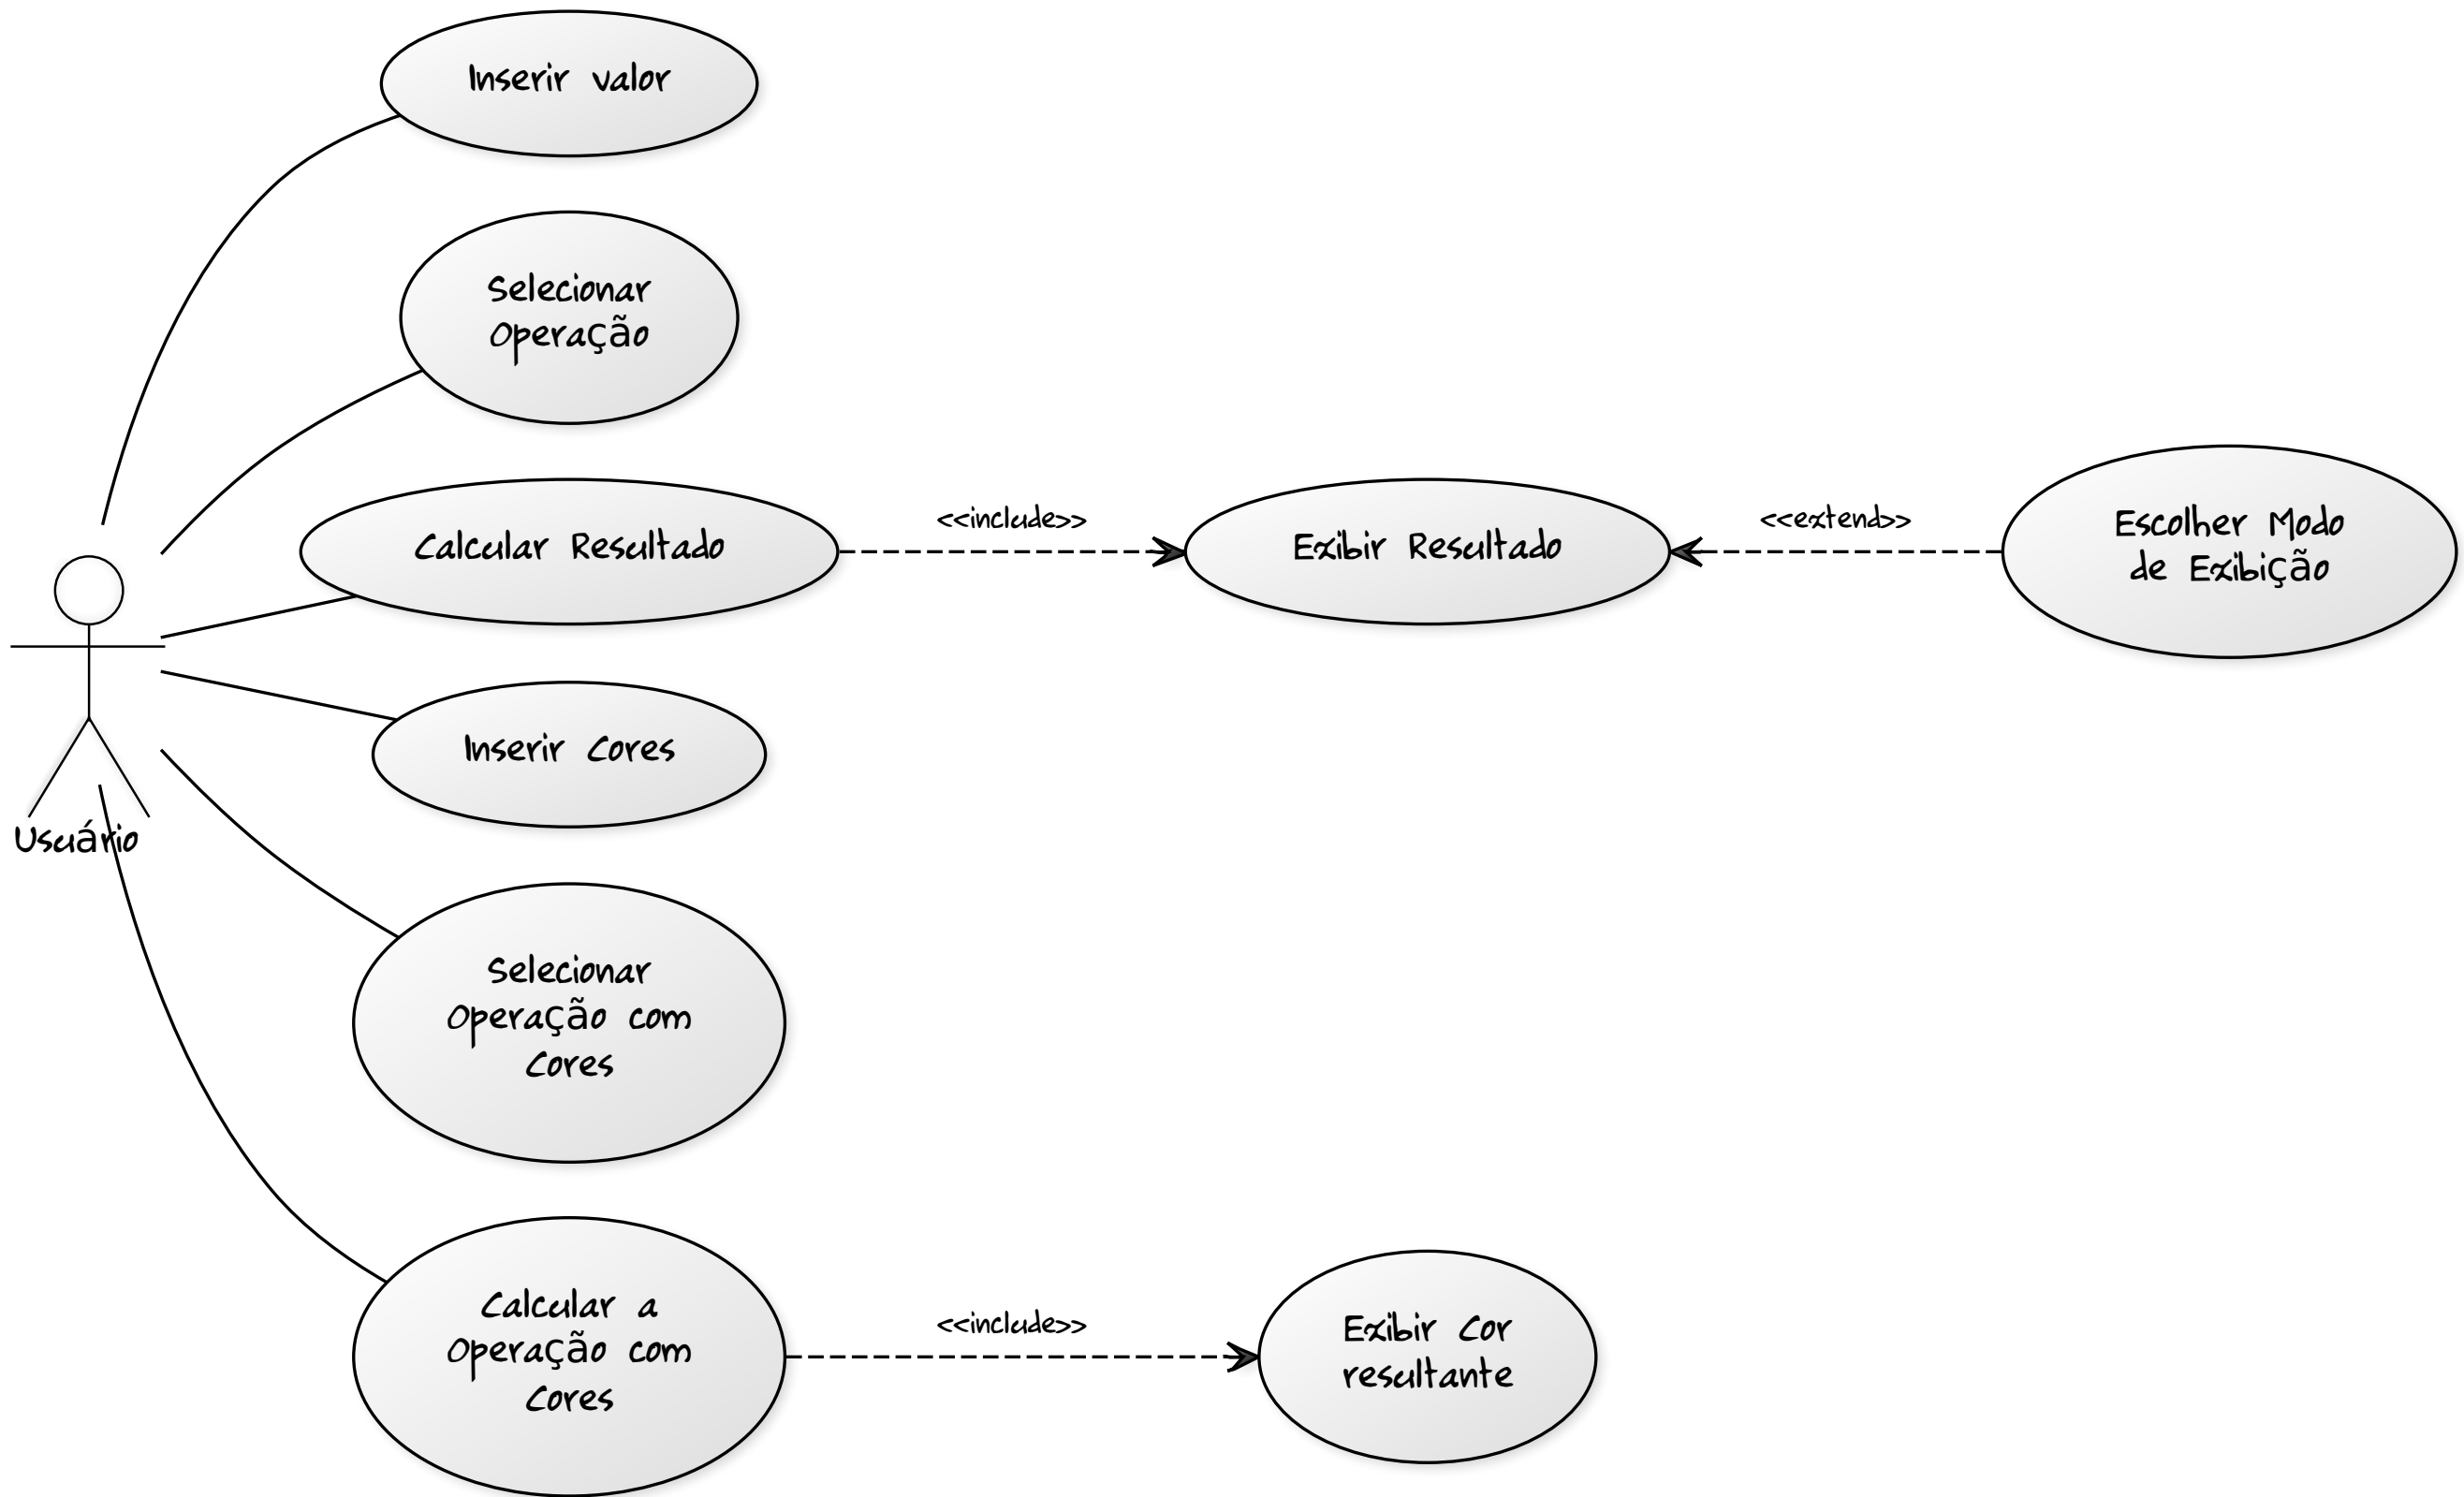 Inserir valor
Selecionar
Operação
Calcular Resultado
<<include>>
Exibir Resultado
<<extend>>
Escolher Modo
de Exibição
Inserir Cores
Usuário
Selecionar
Operação com
Cores
Calcular a
Operação com
Cores
<<include>>
Exibir Cor
resultante